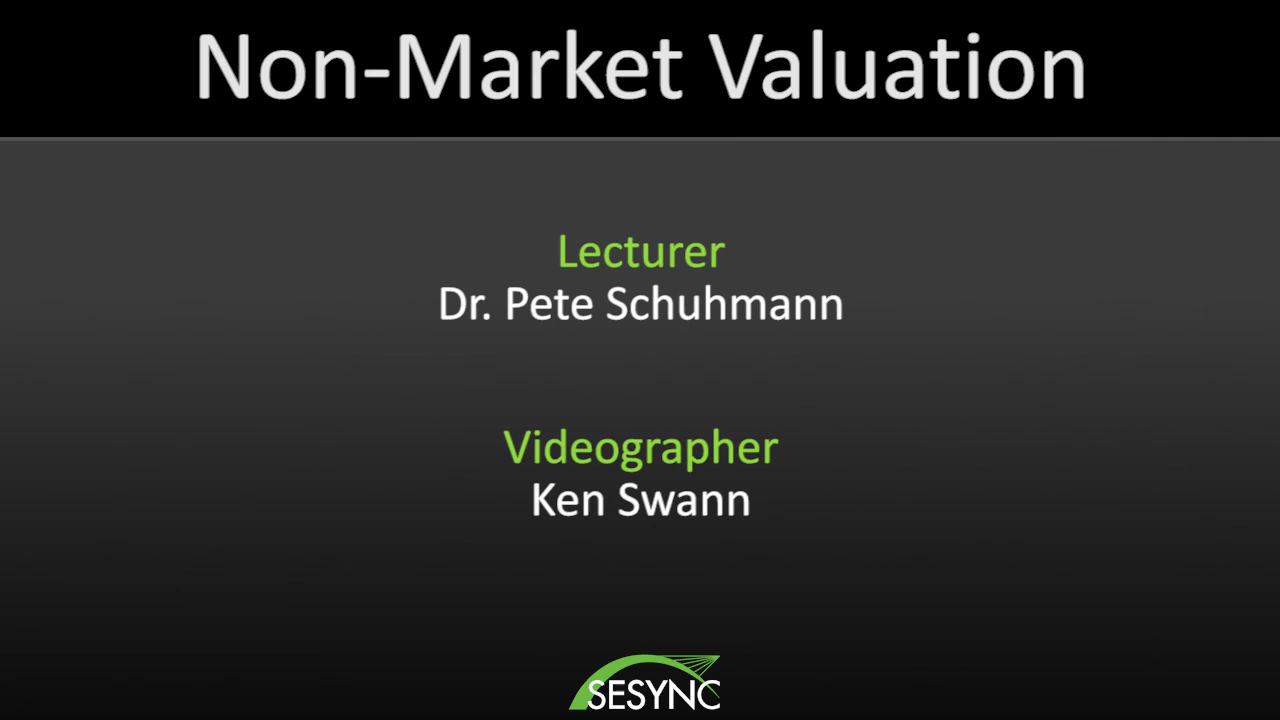 Non-Market Valuation
Lecturer
Dr. Pete Schuhmann
Videographer
Ken Swann
SESYNC